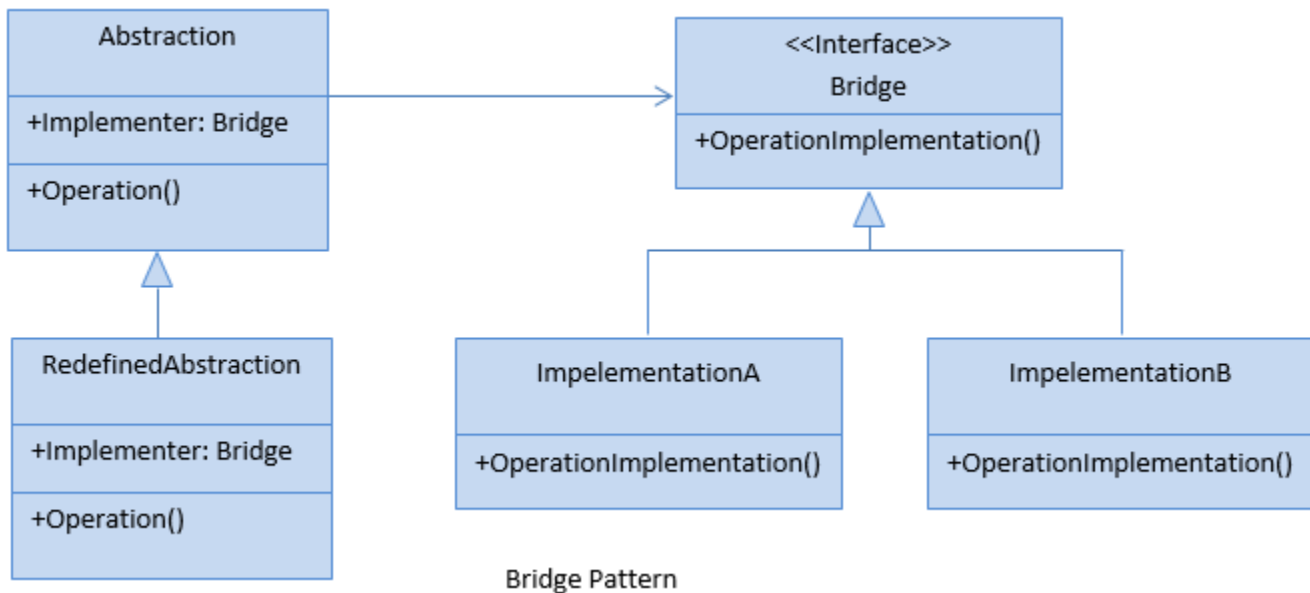 Abstraction
+Implementer: Bridge
+Operation()
<<Interface>>
Bridge
+OperationImplementation()
RedefinedAbstraction
+Implementer: Bridge
+Operation()
ImpelementationA
+OperationImplementation()
ImpelementationB
+OperationImplementation()
Bridge Pattern